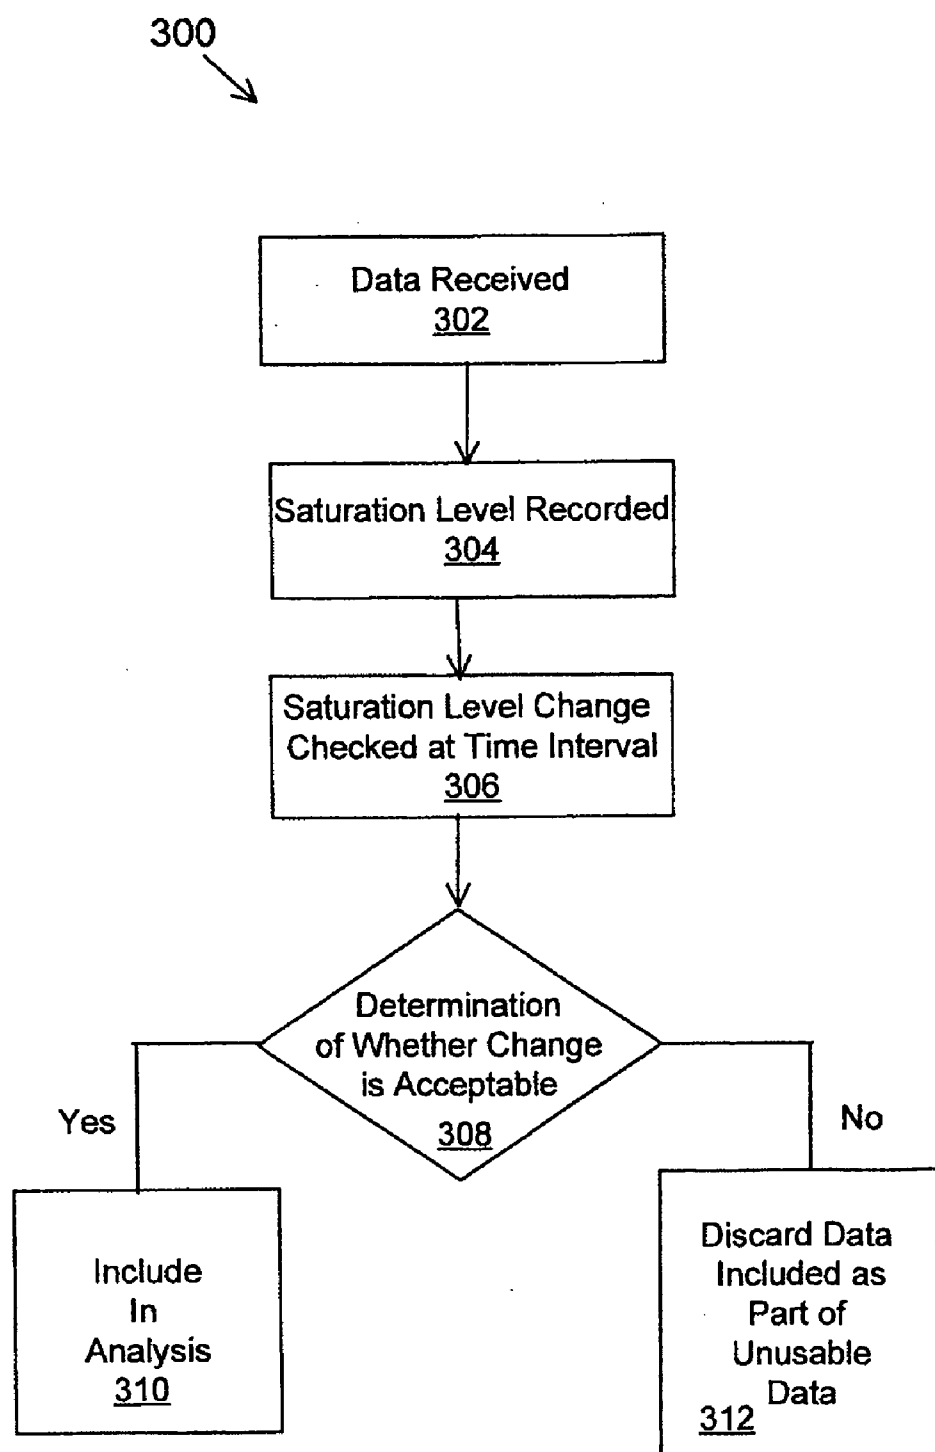 300
Data Received
302
Saturation Level Recorded
304
Saturation Level Change
Checked at Time Interval
306
Determination
of Whether Change
is Acceptable
308
Yes
No
Include
In
Analysis
310
Discard Data
Included as
Part of
Unusable
Data
312